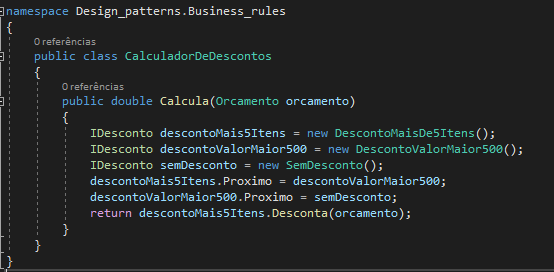 namespace Design_patterns.Business_rules
{
0 referências
public class CalculadorDeDescontos
{
0 referências
public double Calcula(Orcamento orcamento)
{
IDesconto descontoMais5Itens = new DescontoMaisDe5Itens();
IDesconto descontoValorMaior500 = new DescontoValorMaior500();
IDesconto semDesconto = new SemDesconto();
descontoMais5Itens.Proximo = descontoValorMaior500;
descontoValorMaior500.Proximo = semDesconto;
return descontoMais5Itens.Desconta(orcamento);
}
}
}